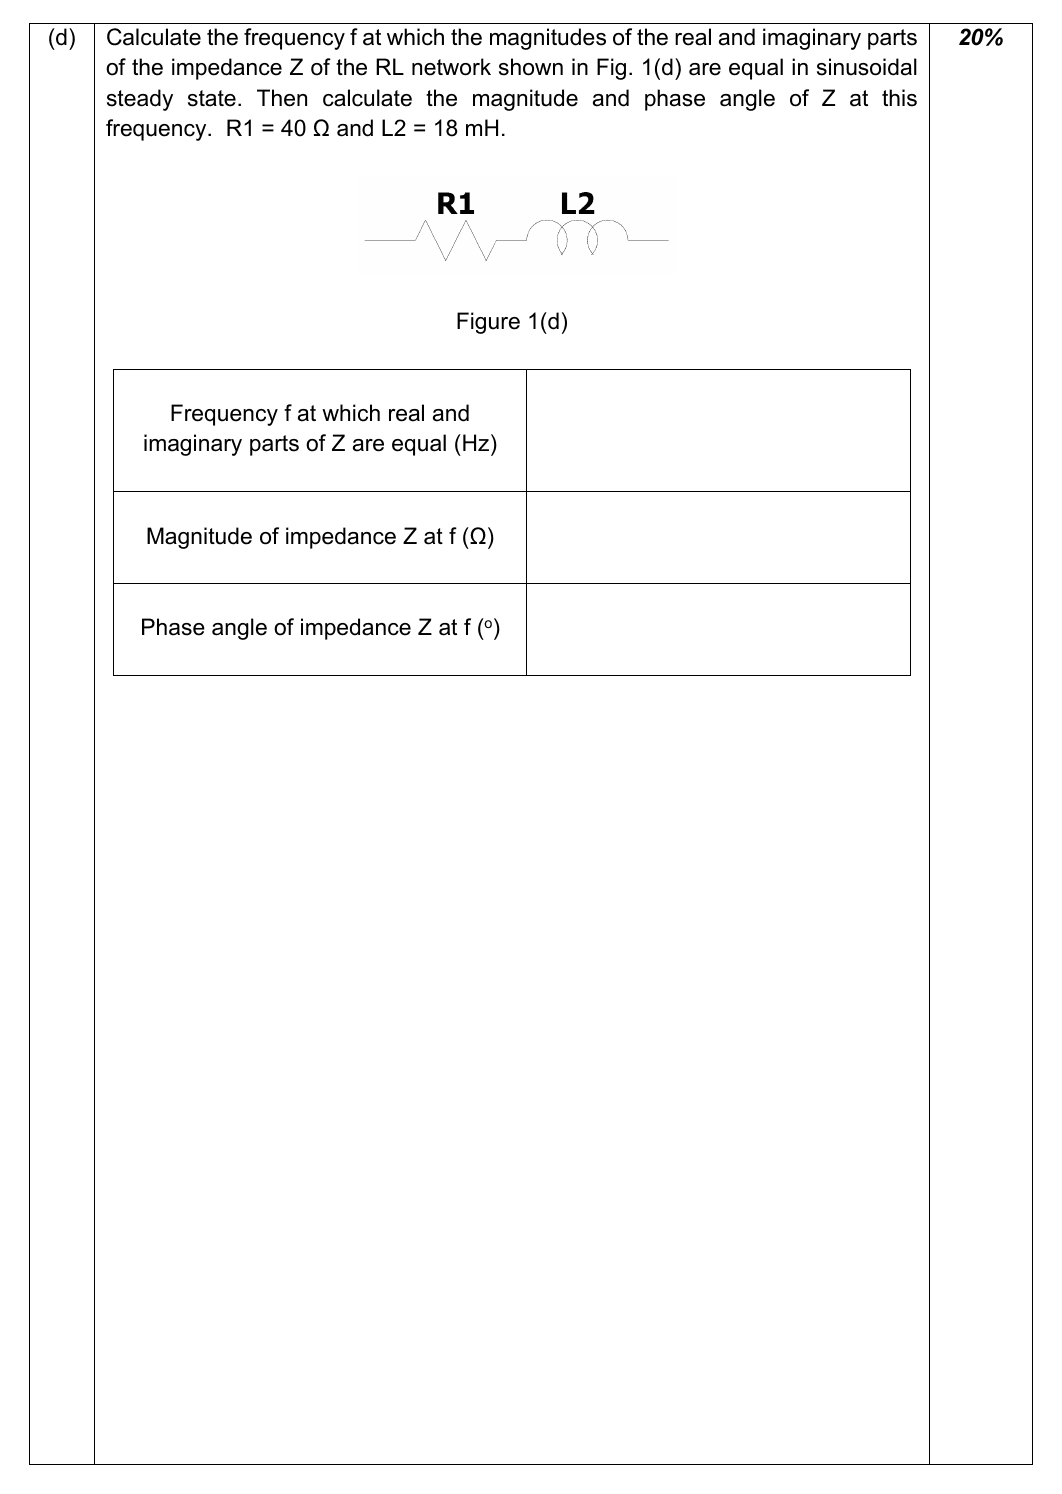 (d)
Calculate the frequency f at which the magnitudes of the real and imaginary parts
of the impedance Z of the RL network shown in Fig. 1(d) are equal in sinusoidal
steady state. Then calculate the magnitude and phase angle of Z at this
frequency. R1 = 40 Ω and L2 = 18 mH.
20%
R1 L2
Figure 1(d)
Frequency f at which real and
imaginary parts of Z are equal (Hz)
Magnitude of impedance Z at f (Ω)
Phase angle of impedance Z at f (º)